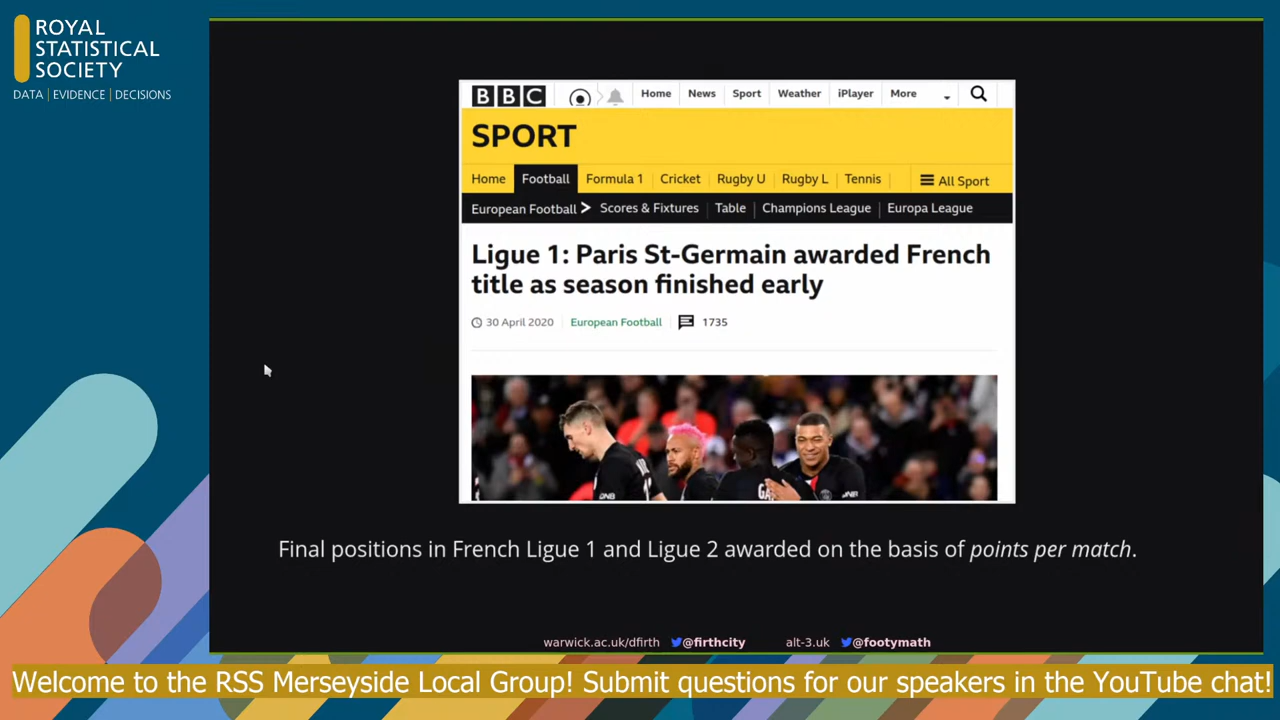 ROYAL
STATISTICAL
SOCIETY
DATA | EVIDENCE | DECISIONS
BBC Home News Sport Weather iPlayer More
SPORT
Home Football Formula 1 Cricket Rugby U Rugby L Tennis All Sport
European Football Scores & Fixtures Table Champions League Europa League
Ligue 1: Paris St-Germain awarded French
title as season finished early
30 April 2020 European Football 1735
Final positions in French Ligue 1 and Ligue 2 awarded on the basis of points per match.
warwick.ac.uk/dfirth @firthcity alt-3.uk @footymath
Welcome to the RSS Merseyside Local Group! Submit questions for our speakers in the YouTube chat!